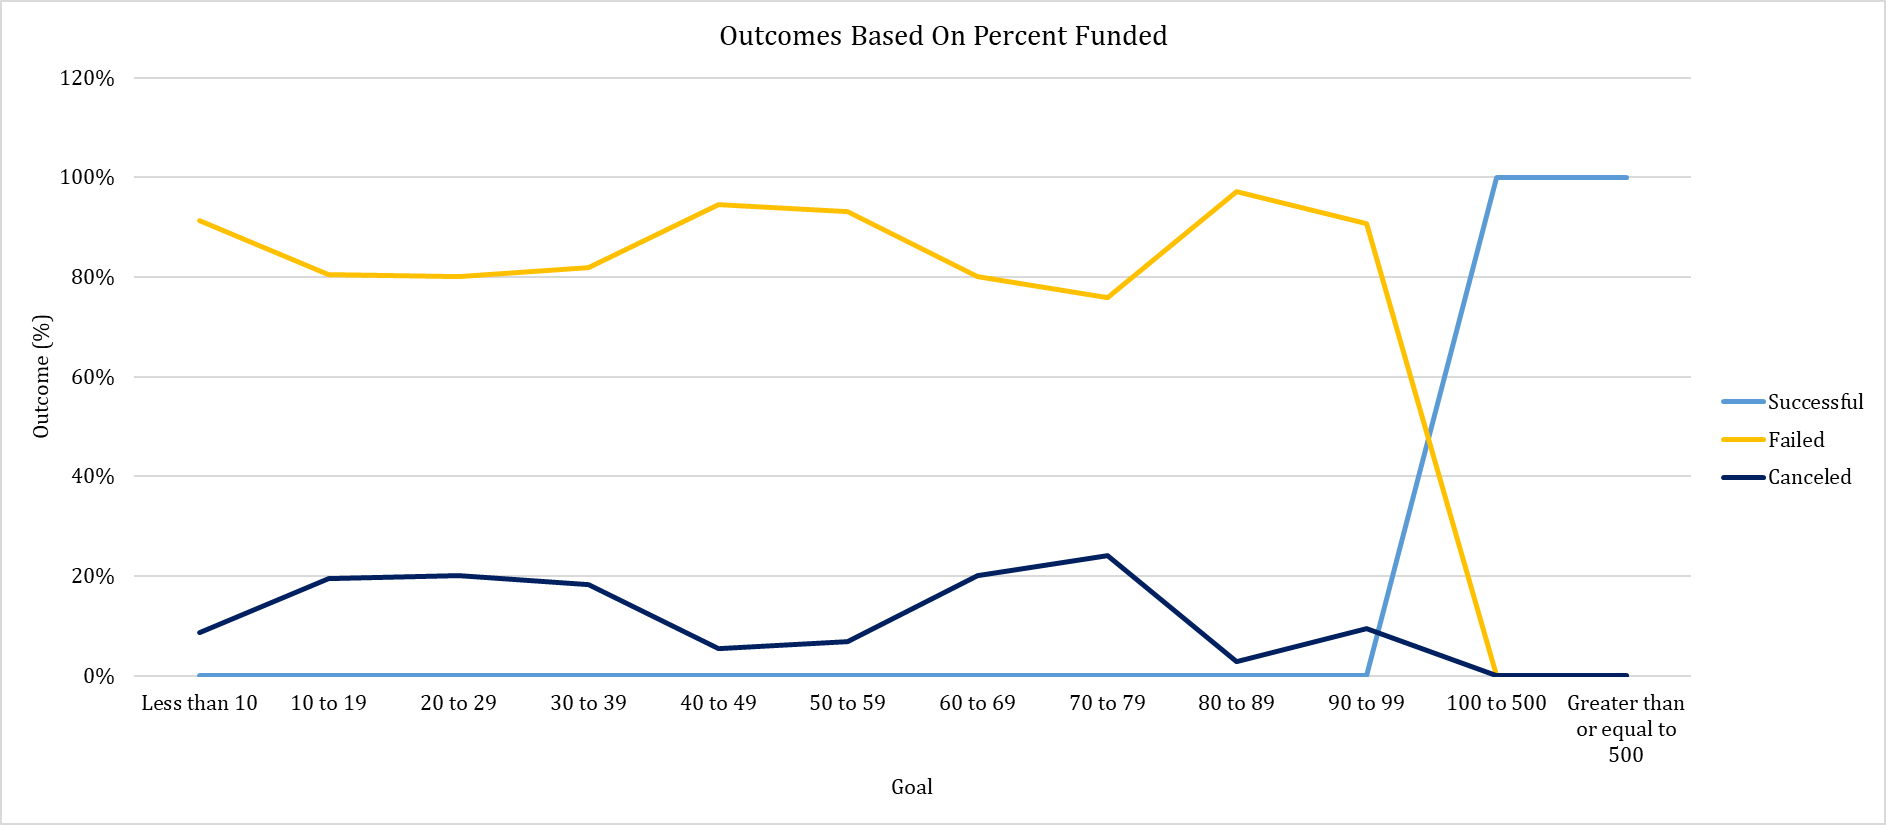 Outcomes Based On Percent Funded
120%
100%
80%
60%
40%
20%
0%
Outcome (%)
Less than 10
10 to 19
20 to 29
30 to 39
40 to 49
50 to 59
60 to 69
70 to 79
80 to 89
90 to 99
100 to 500
Greater than
or equal to
500
Goal
Successful
Failed
Canceled